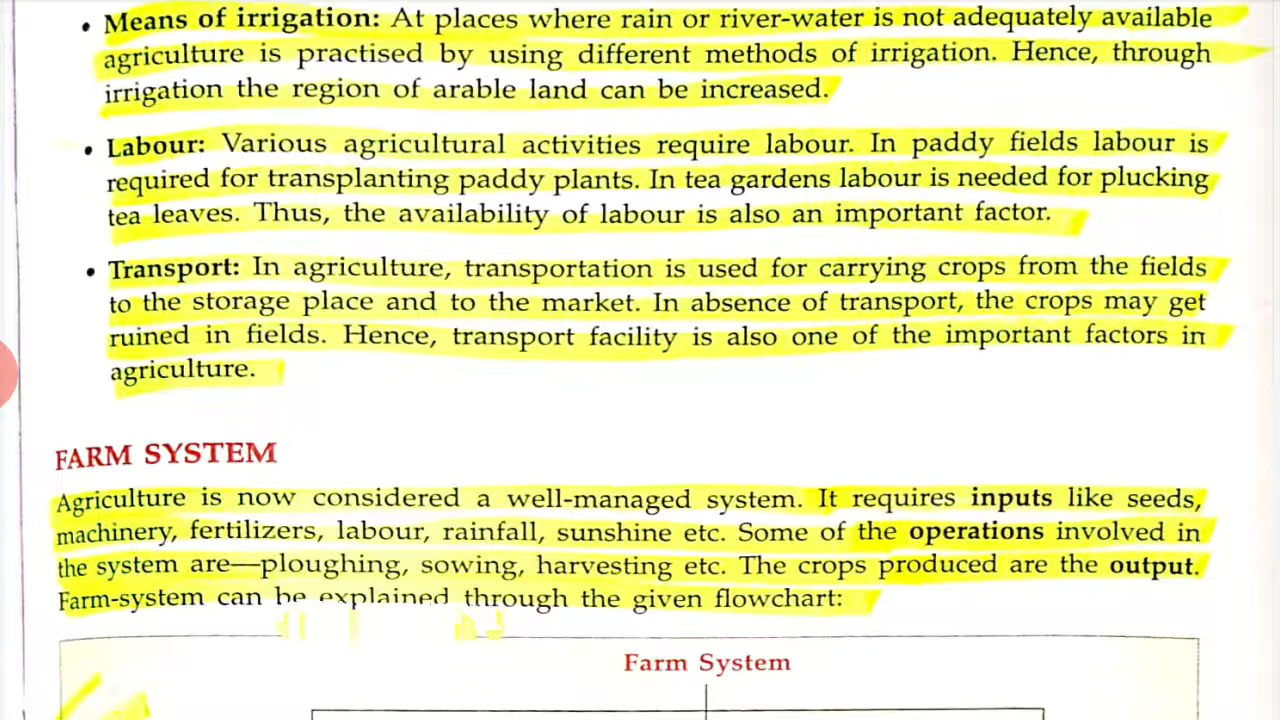 • Means of irrigation: At places where rain or river-water is not adequately available
agriculture is practised by using different methods of irrigation. Hence, through
irrigation the region of arable land can be increased.
• Labour: Various agricultural activities require labour. In paddy fields labour is
required for transplanting paddy plants. In tea gardens labour is needed for plucking
tea leaves. Thus, the availability of labour is also an important factor.
• Transport: In agriculture, transportation is used for carrying crops from the fields
to the storage place and to the market. In absence of transport, the crops may get
ruined in fields. Hence, transport facility is also one of the important factors in
agriculture.
FARM SYSTEM
Agriculture is now considered a well-managed system. It requires inputs like seeds,
machinery, fertilizers, labour, rainfall, sunshine etc. Some of the operations involved in
the system are—ploughing, sowing, harvesting etc. The crops produced are the output.
Farm-system can be explained through the given flowchart:
Farm System